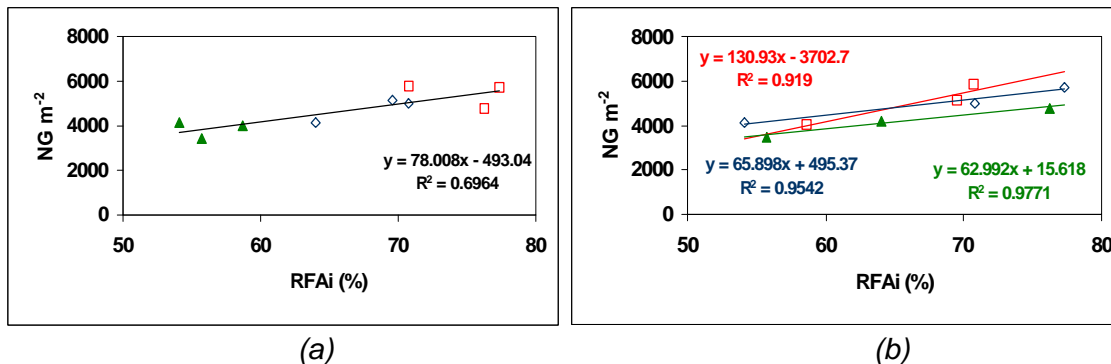 8000
6000
4000
2000
0
NG m⁻²
y = 78.008x - 493.04
R² = 0.6964
50 60 70 80
RFAi (%)
(a)
8000
6000
4000
2000
0
NG m⁻²
y = 130.93x - 3702.7
R² = 0.919
y = 65.898x + 495.37
R² = 0.9542
y = 62.992x + 15.618
R² = 0.9771
50 60 70 80
RFAi (%)
(b)